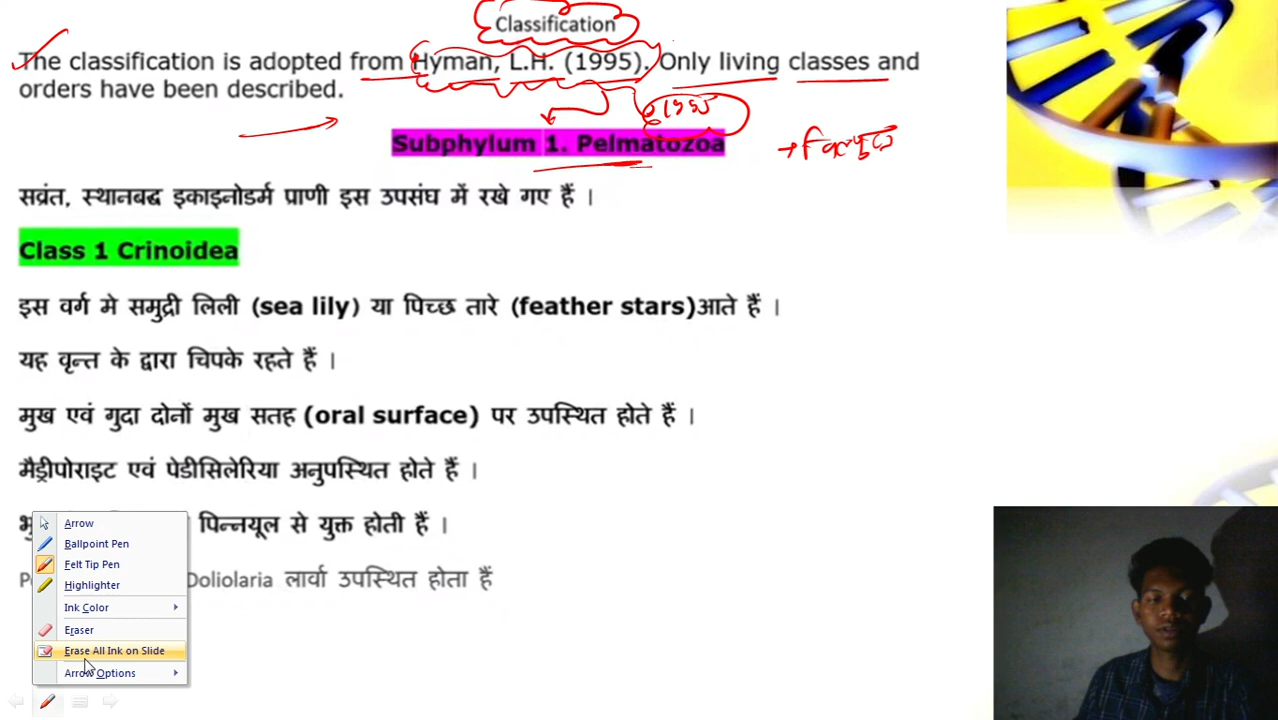 Classification
The classification is adopted from Hyman, L.H. (1995). Only living classes and
orders have been described.
1995
Subphylum 1. Pelmatozoa
सव्रंत, स्थानबद्ध इकाइनोडर्म प्राणी इस उपसंघ में रखे गए हैं ।
Class 1 Crinoidea
इस वर्ग मे समुद्री लिली (sea lily) या पिच्छ तारे (feather stars)आते हैं ।
यह वृन्त के द्वारा चिपके रहते हैं ।
मुख एवं गुदा दोनों मुख सतह (oral surface) पर उपस्थित होते हैं ।
मैड्रीपोराइट एवं पेडीसिलेरिया अनुपस्थित होते हैं ।
पिन्नयूल से युक्त होती हैं ।
Doliolaria लार्वा उपस्थित होता हैं
Arrow
Ballpoint Pen
Felt Tip Pen
Highlighter
Ink Color
Eraser
Erase All Ink on Slide
Arrow Options